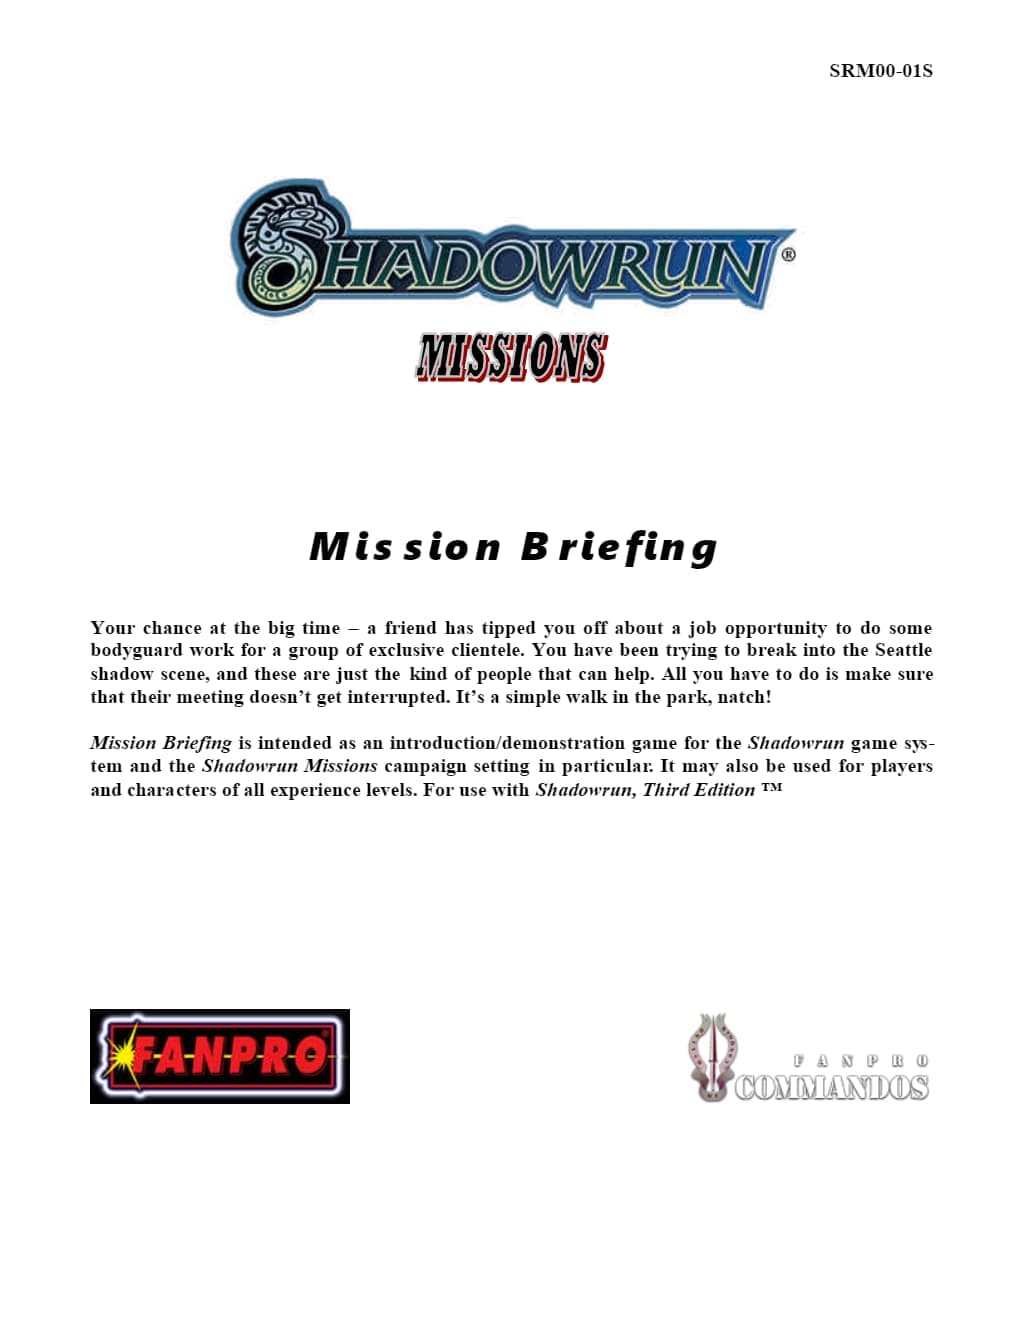 SRM00-01S
SHADOWRUN®
MISSIONS
Mission Briefing
Your chance at the big time – a friend has tipped you off about a job opportunity to do some
bodyguard work for a group of exclusive clientele. You have been trying to break into the Seattle
shadow scene, and these are just the kind of people that can help. All you have to do is make sure
that their meeting doesn’t get interrupted. It’s a simple walk in the park, natch!
Mission Briefing is intended as an introduction/demonstration game for the Shadowrun game sys-
tem and the Shadowrun Missions campaign setting in particular. It may also be used for players
and characters of all experience levels. For use with Shadowrun, Third Edition ™
FANPRO®
FANPRO
COMMANDOS